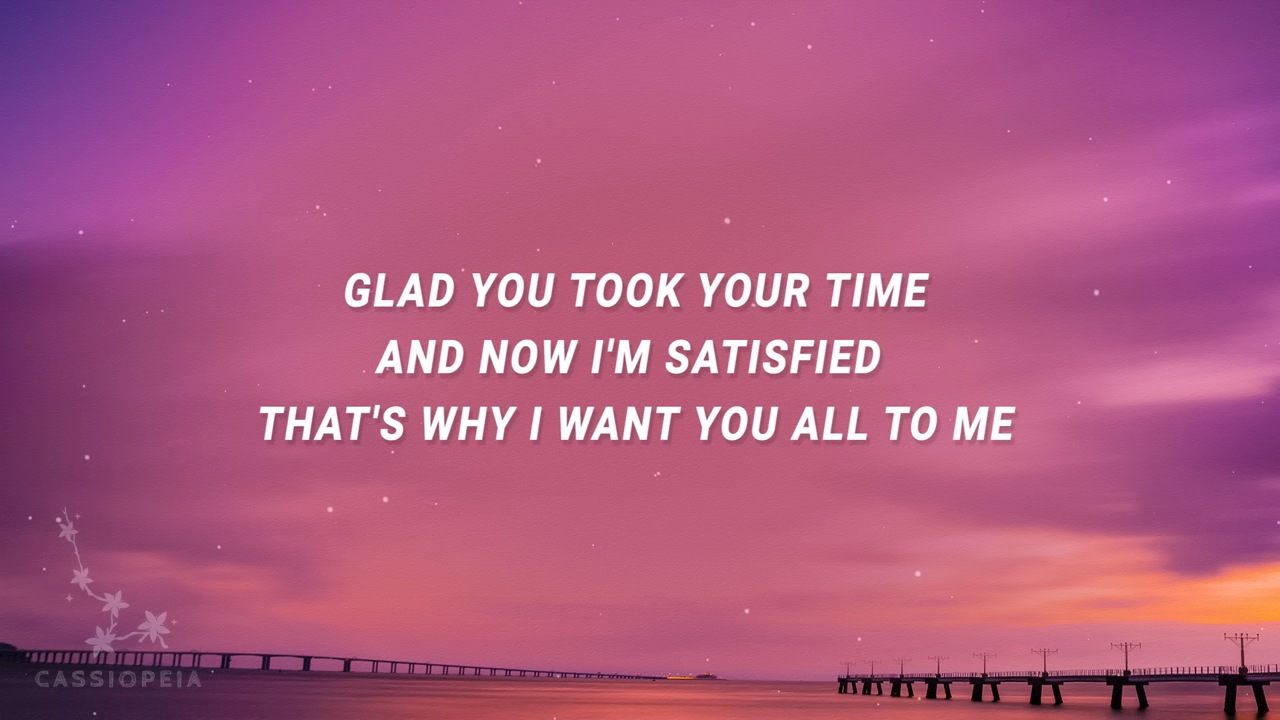 GLAD YOU TOOK YOUR TIME
AND NOW I'M SATISFIED
THAT'S WHY I WANT YOU ALL TO ME
CASSIOPEIA